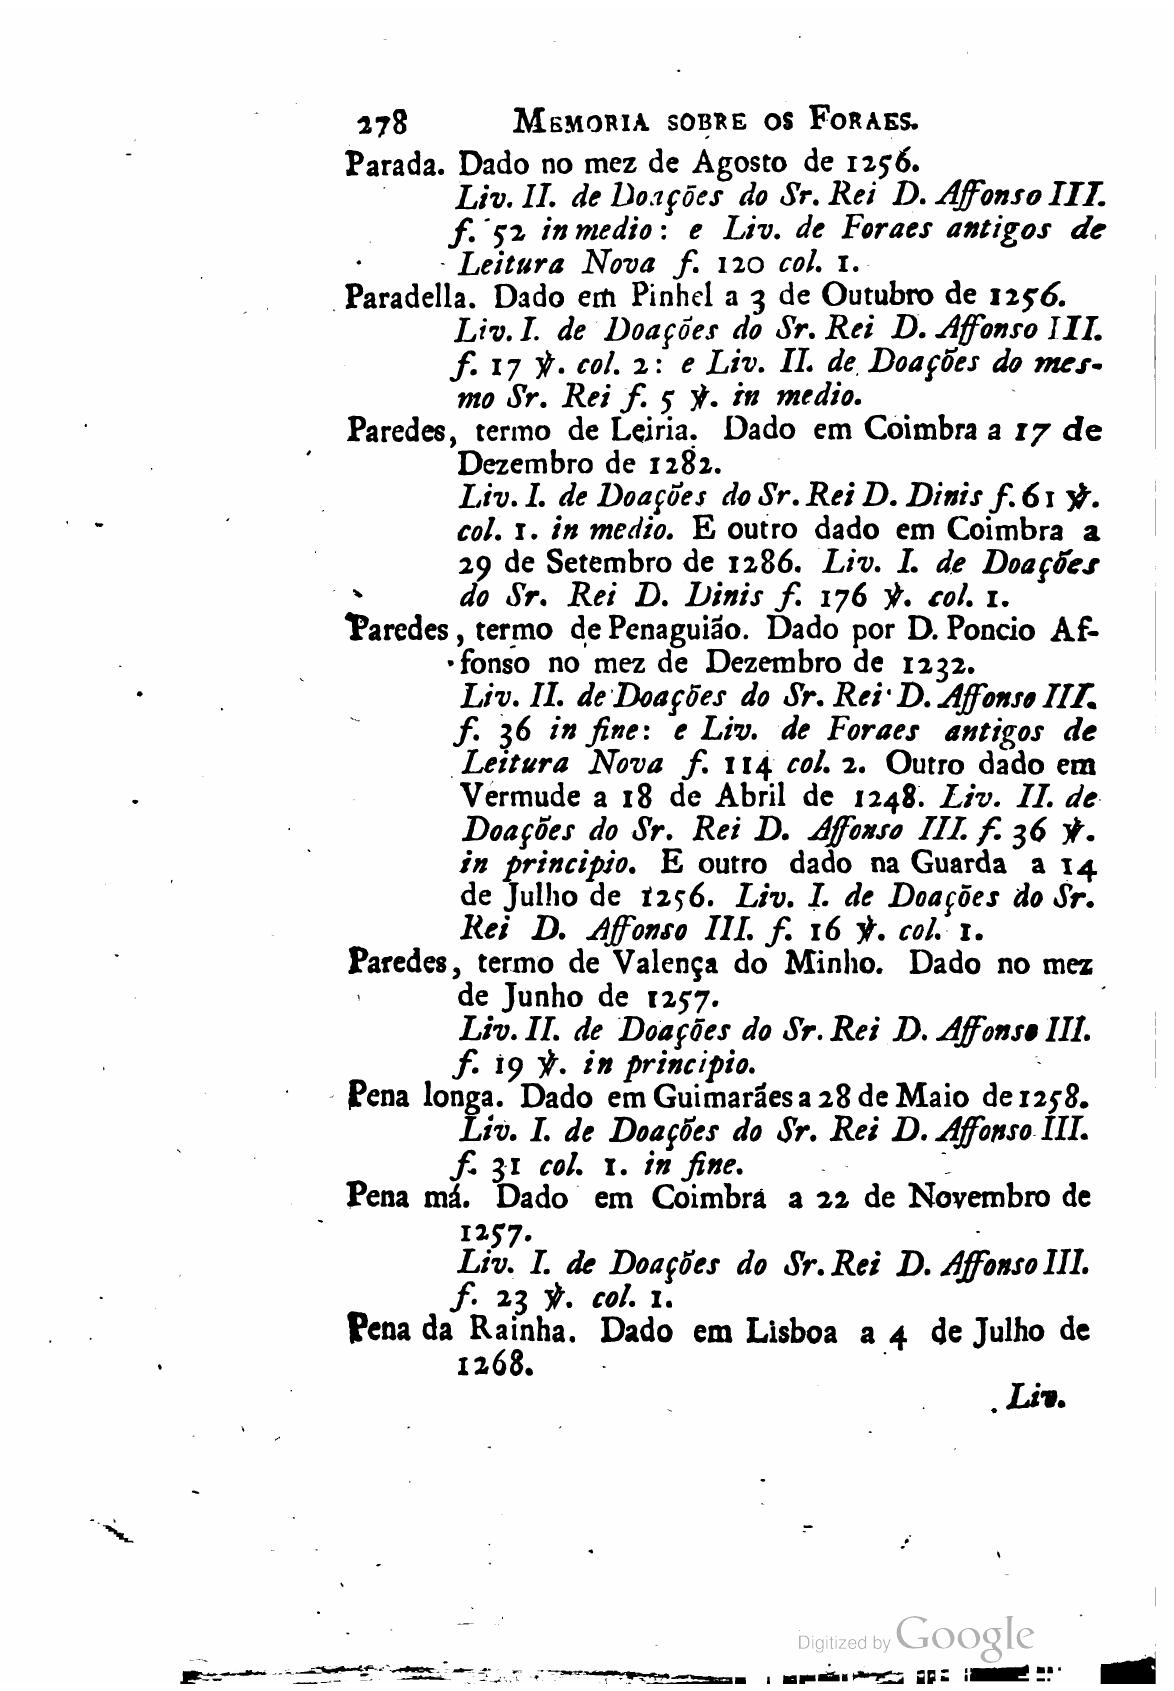 278 MEMORIA SOBRE OS FORAES.
Parada. Dado no mez de Agosto de 1256.
Liv. II. de Doações do Sr. Rei D. Affonso III.
f. 52 in medio: e Liv. de Foraes antigos de
Leitura Nova f. 120 col. 1.
Paradella. Dado em Pinhel a 3 de Outubro de 1256.
Liv. I. de Doações do Sr. Rei D. Affonso III.
f. 17 ℣. col. 2: e Liv. II. de Doações do mes-
mo Sr. Rei f. 5 ℣. in medio.
Paredes, termo de Leiria. Dado em Coimbra a 17 de
Dezembro de 1282.
Liv. I. de Doações do Sr. Rei D. Dinis f. 61 ℣.
col. 1. in medio. E outro dado em Coimbra a
29 de Setembro de 1286. Liv. I. de Doações
do Sr. Rei D. Dinis f. 176 ℣. col. 1.
Paredes, termo de Penaguião. Dado por D. Poncio Af-
fonso no mez de Dezembro de 1232.
Liv. II. de Doações do Sr. Rei D. Affonso III.
f. 36 in fine: e Liv. de Foraes antigos de
Leitura Nova f. 114 col. 2. Outro dado em
Vermude a 18 de Abril de 1248. Liv. II. de
Doações do Sr. Rei D. Affonso III. f. 36 ℣.
in principio. E outro dado na Guarda a 14
de Julho de 1256. Liv. I. de Doações do Sr.
Rei D. Affonso III. f. 16 ℣. col. 1.
Paredes, termo de Valença do Minho. Dado no mez
de Junho de 1257.
Liv. II. de Doações do Sr. Rei D. Affonso III.
f. 19 ℣. in principio.
Pena longa. Dado em Guimarães a 28 de Maio de 1258.
Liv. I. de Doações do Sr. Rei D. Affonso III.
f. 31 col. 1. in fine.
Pena má. Dado em Coimbra a 22 de Novembro de
1257.
Liv. I. de Doações do Sr. Rei D. Affonso III.
f. 23 ℣. col. 1.
Pena da Rainha. Dado em Lisboa a 4 de Julho de
1268.
Liv.
Digitized by Google